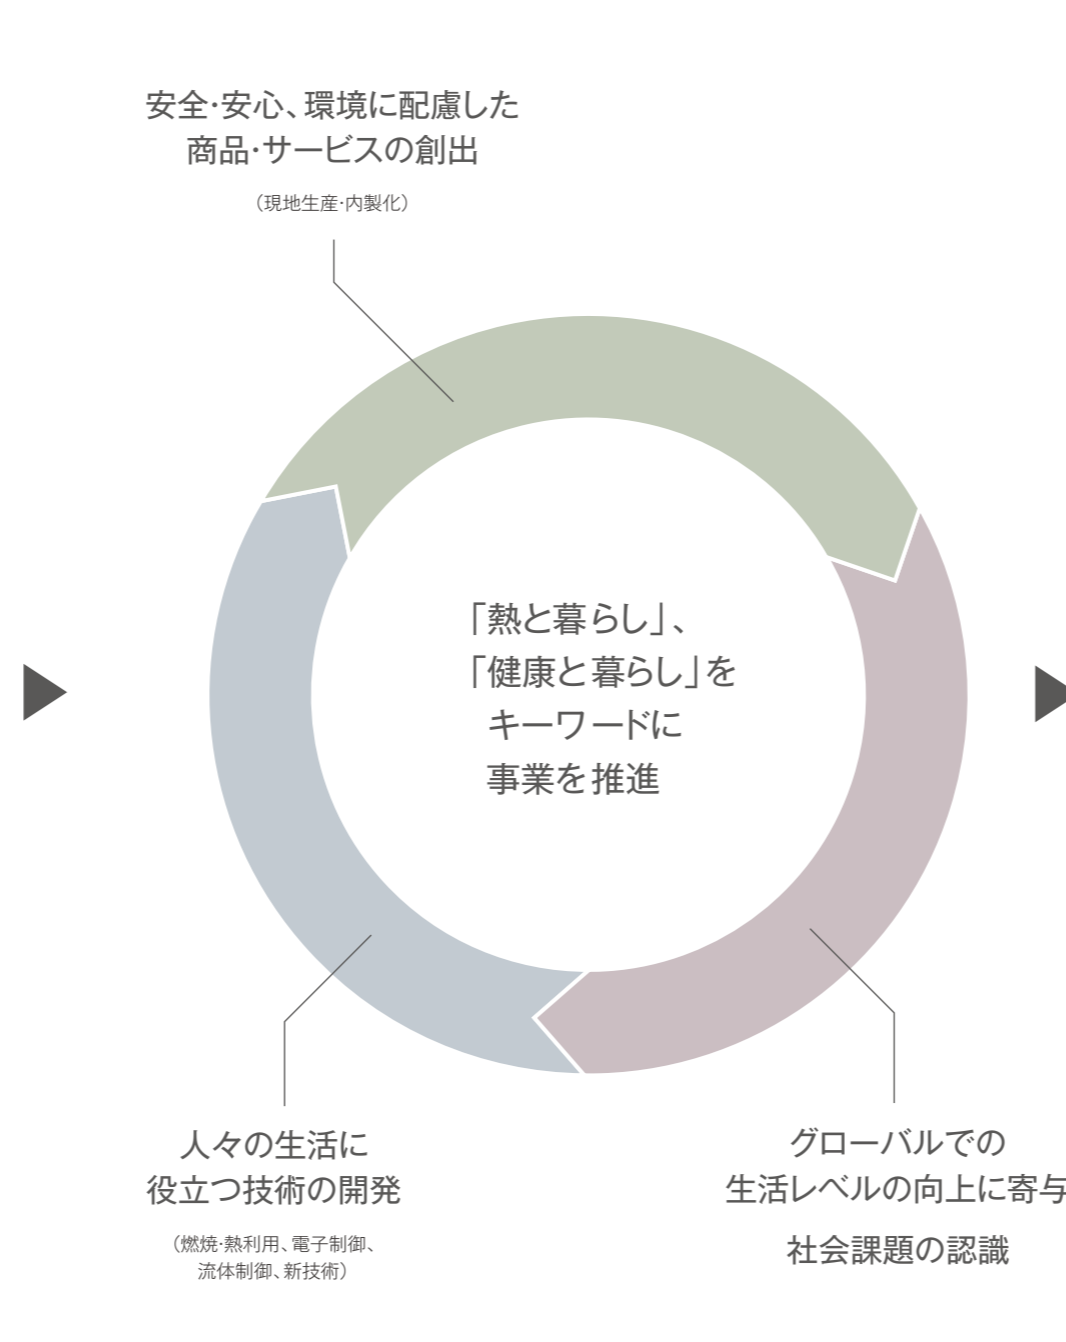 安全・安心、環境に配慮した
商品・サービスの創出
（現地生産・内製化）
「熱と暮らし」、
「健康と暮らし」を
キーワードに
事業を推進
人々の生活に
役立つ技術の開発
（燃焼・熱利用、電子制御、
流体制御、新技術）
グローバルでの
生活レベルの向上に寄与
社会課題の認識